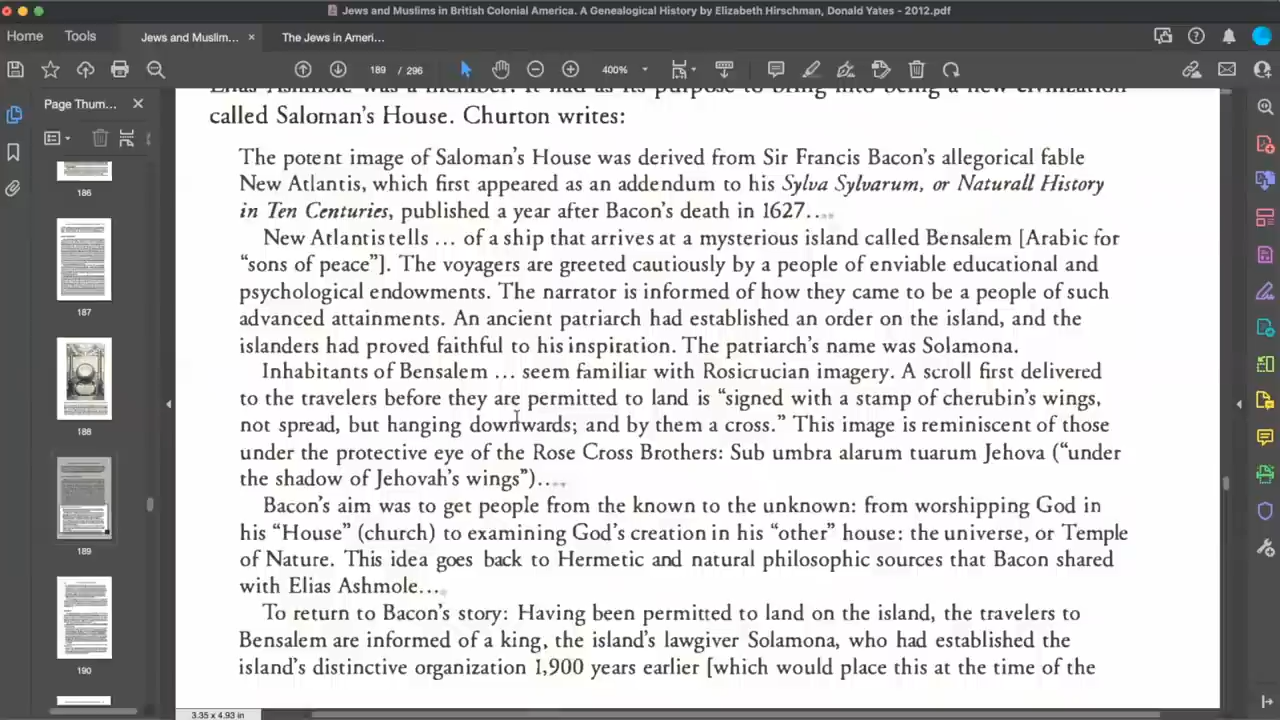 Jews and Muslims in British Colonial America. A Genealogical History by Elizabeth Hirschman, Donald Yates - 2012.pdf
Home
Tools
Jews and Muslim...
The Jews in Ameri...
189 / 296
400%
Page Thum...
186
187
188
189
190
Elias Ashmole was a member. It had as its purpose to bring into being a new civilization
called Saloman's House. Churton writes:
The potent image of Saloman's House was derived from Sir Francis Bacon's allegorical fable
New Atlantis, which first appeared as an addendum to his Sylva Sylvarum, or Naturall History
in Ten Centuries, published a year after Bacon's death in 1627....
New Atlantis tells ... of a ship that arrives at a mysterious island called Bensalem [Arabic for
"sons of peace"]. The voyagers are greeted cautiously by a people of enviable educational and
psychological endowments. The narrator is informed of how they came to be a people of such
advanced attainments. An ancient patriarch had established an order on the island, and the
islanders had proved faithful to his inspiration. The patriarch's name was Solamona.
Inhabitants of Bensalem ... seem familiar with Rosicrucian imagery. A scroll first delivered
to the travelers before they are permitted to land is "signed with a stamp of cherubin's wings,
not spread, but hanging downwards; and by them a cross." This image is reminiscent of those
under the protective eye of the Rose Cross Brothers: Sub umbra alarum tuarum Jehova ("under
the shadow of Jehovah's wings")....
Bacon's aim was to get people from the known to the unknown: from worshipping God in
his "House" (church) to examining God's creation in his "other" house: the universe, or Temple
of Nature. This idea goes back to Hermetic and natural philosophic sources that Bacon shared
with Elias Ashmole....
To return to Bacon's story: Having been permitted to land on the island, the travelers to
Bensalem are informed of a king, the island's lawgiver Solamona, who had established the
island's distinctive organization 1,900 years earlier [which would place this at the time of the
3.35 x 4.93 in